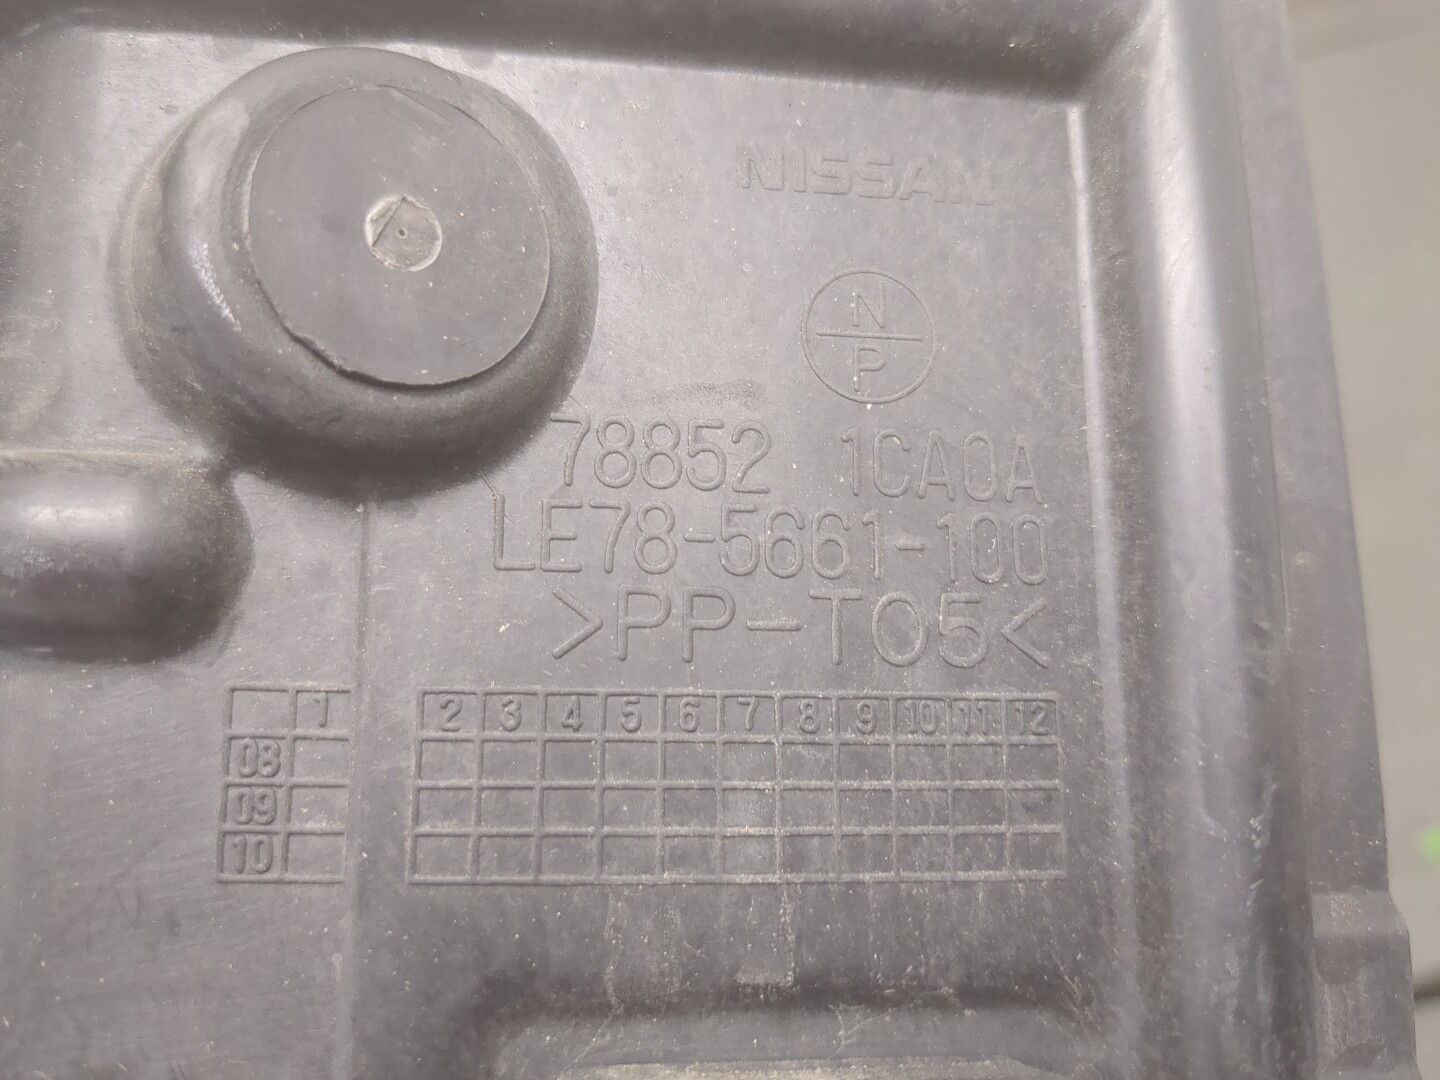 NISSAN
N
P
78852 1CA0A
LE78-5661-100
>PP-T05<
1 2 3 4 5 6 7 8 9 10 11 12
08
09
10